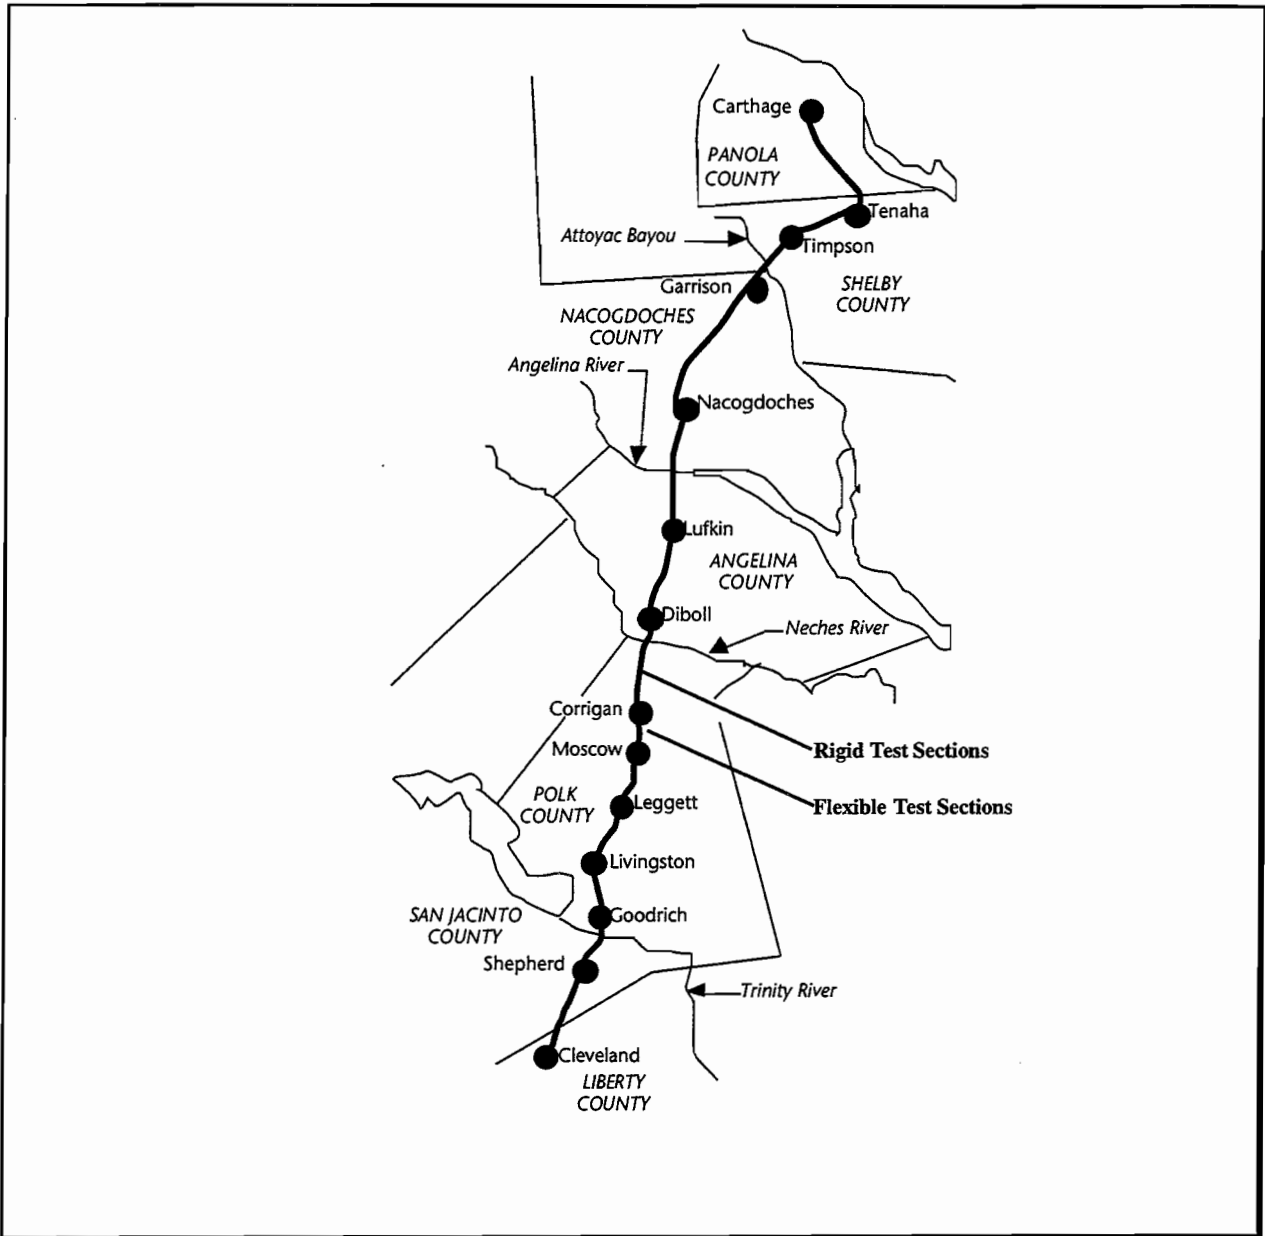 Carthage
PANOLA
COUNTY
Tenaha
Attoyac Bayou
Timpson
Garrison
SHELBY
COUNTY
NACOGDOCHES
COUNTY
Angelina River
Nacogdoches
Lufkin
ANGELINA
COUNTY
Diboll
Neches River
Corrigan
Moscow
Rigid Test Sections
POLK
COUNTY
Leggett
Flexible Test Sections
Livingston
SAN JACINTO
COUNTY
Goodrich
Shepherd
Trinity River
Cleveland
LIBERTY
COUNTY